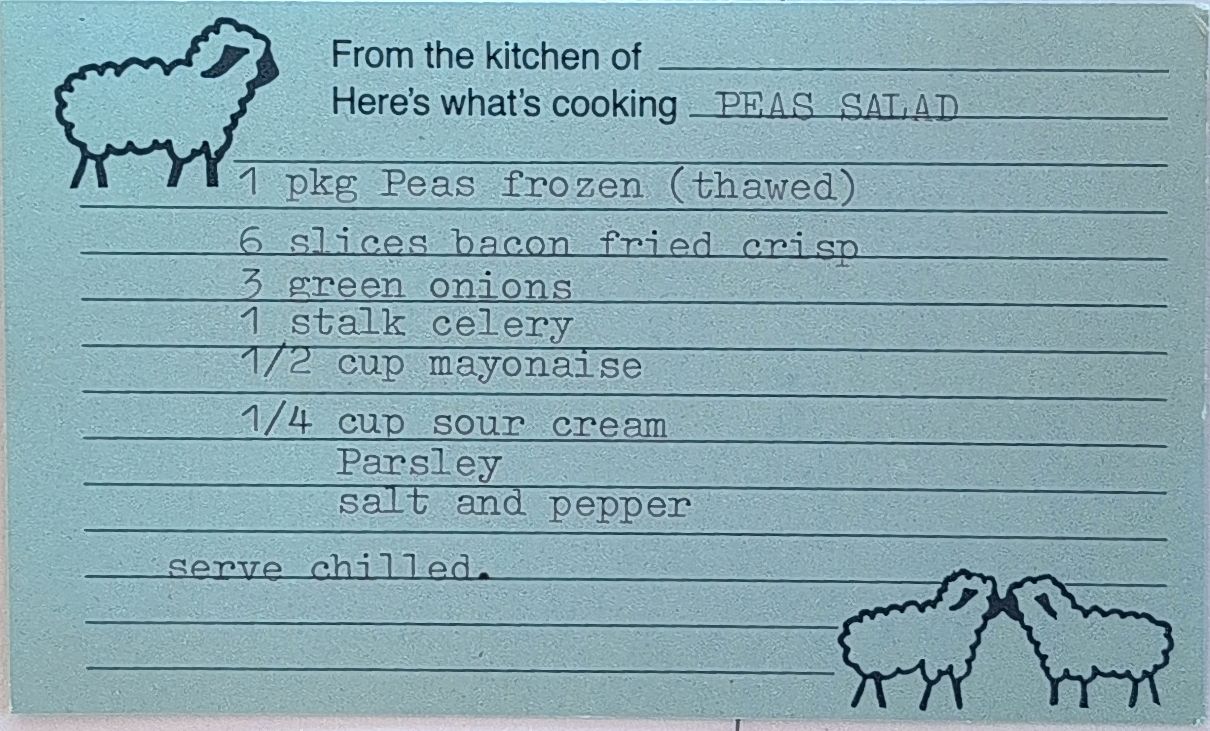 From the kitchen of
Here's what's cooking PEAS SALAD
1 pkg Peas frozen (thawed)
6 slices bacon fried crisp
3 green onions
1 stalk celery
1/2 cup mayonaise
1/4 cup sour cream
Parsley
salt and pepper
serve chilled.